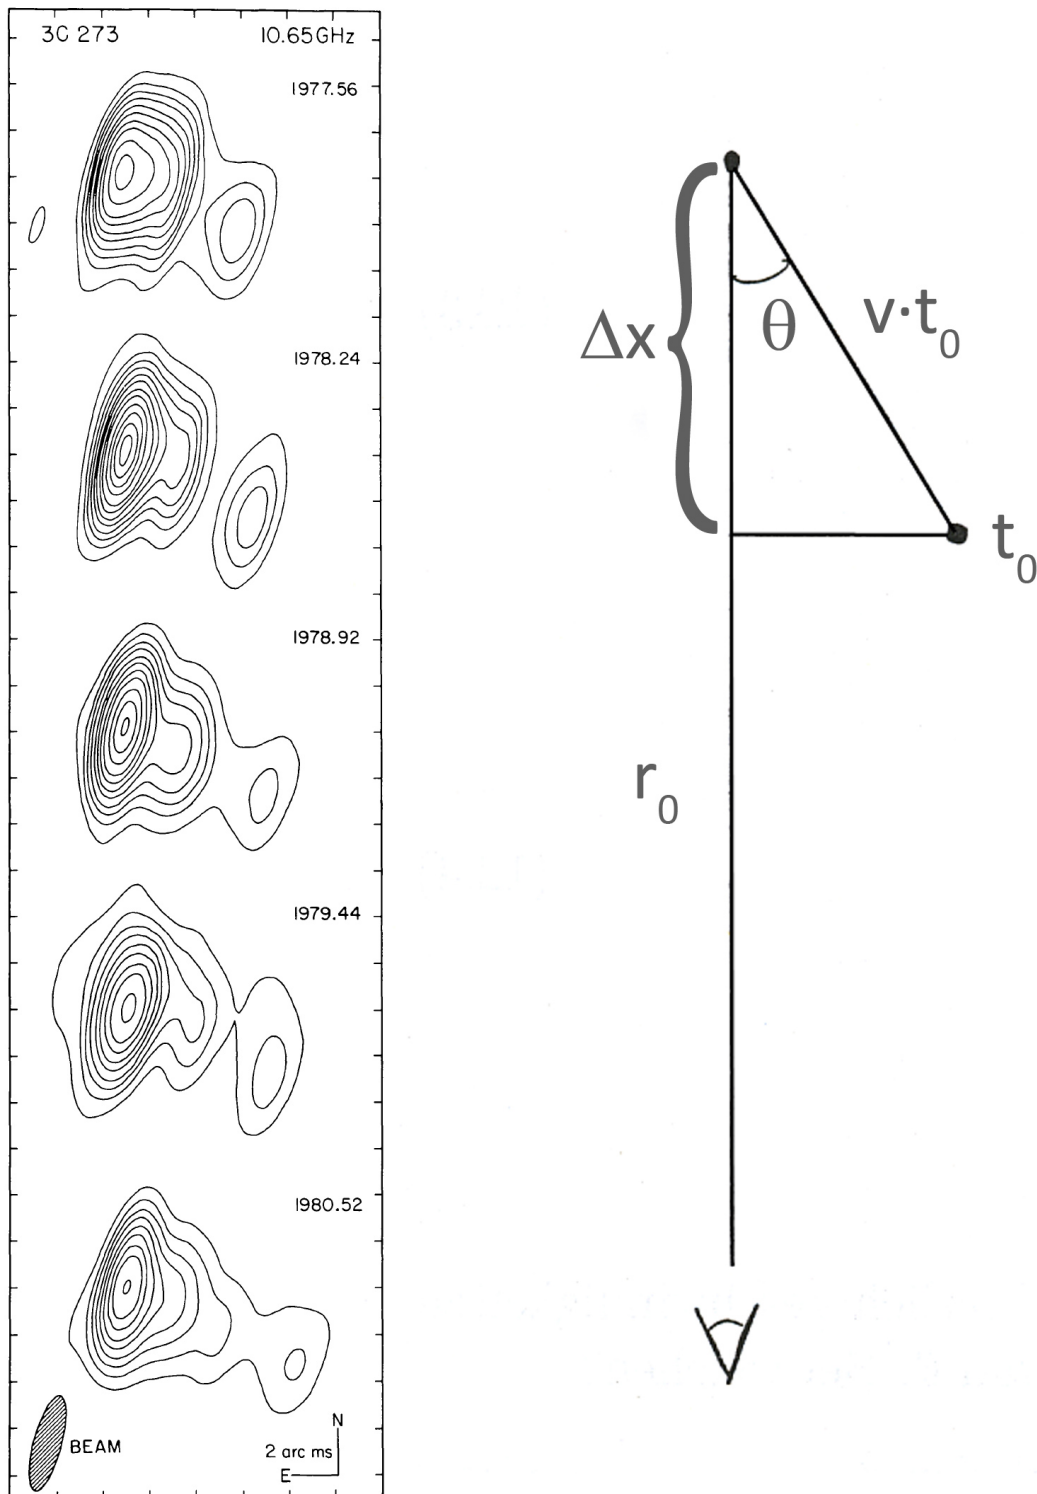 3C 273 10.65GHz
1977.56
1978.24
1978.92
1979.44
1980.52
BEAM
N
2 arc ms
E
Δx
θ
v·t₀
t₀
r₀